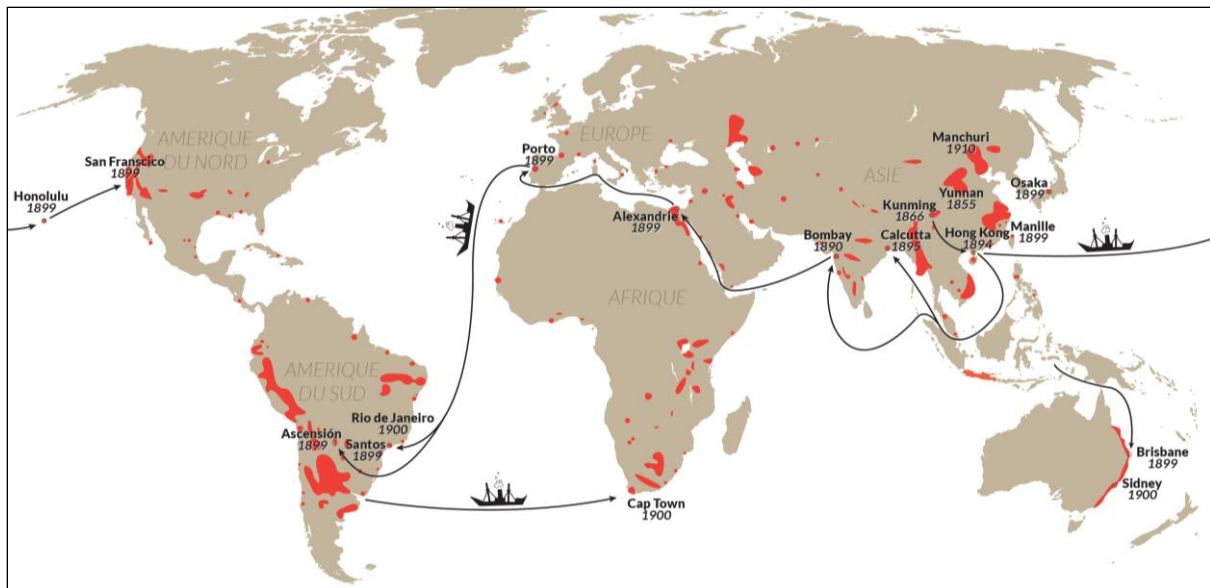 AMERIQUE
DU NORD
San Franscico
1899
Honolulu
1899
EUROPE
Porto
1899
ASIE
Manchuri
1910
Yunnan
1855
Osaka
1899
Kunming
1866
Alexandrie
1899
Bombay
1890
Calcutta
1895
Hong Kong
1894
Manille
1899
AFRIQUE
AMERIQUE
DU SUD
Rio de Janeiro
1900
Ascensión
1899
Santos
1899
Cap Town
1900
Brisbane
1899
Sidney
1900